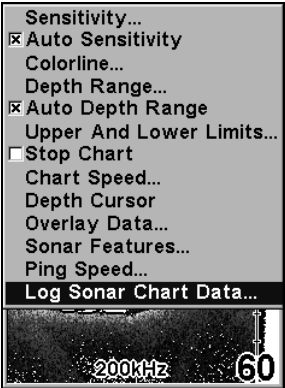 Sensitivity...
Auto Sensitivity
Colorline...
Depth Range...
Auto Depth Range
Upper And Lower Limits...
Stop Chart
Chart Speed...
Depth Cursor
Overlay Data...
Sonar Features...
Ping Speed...
Log Sonar Chart Data...
200kHz 60